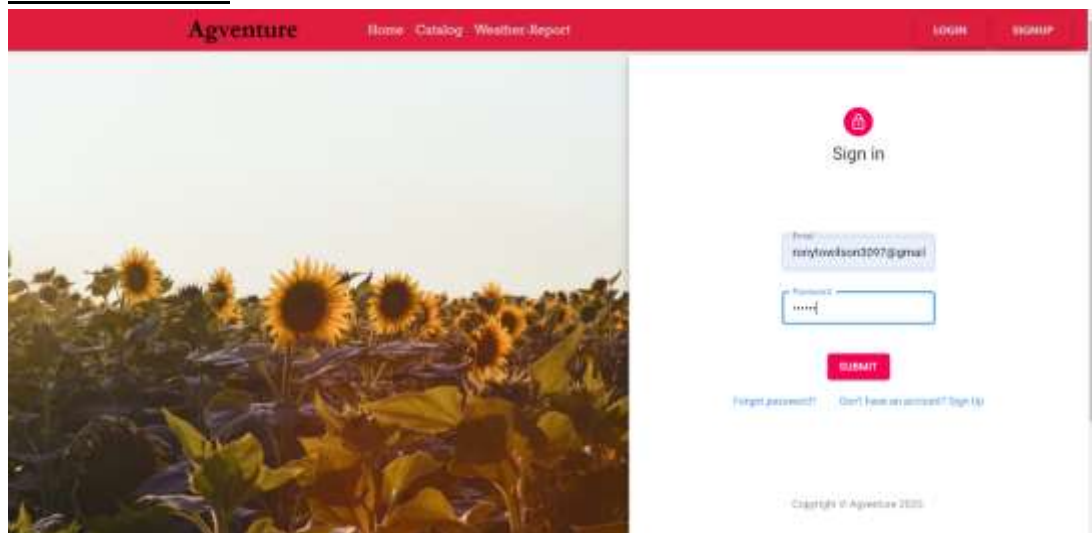 Agventure Home Catalog Weather-Report LOGIN SIGNUP
Sign in
Email
ronytowilson3097@gmail
Password
••••••
SUBMIT
Forgot password? Don't have an account? Sign Up
Copyright © Agventure 2020.